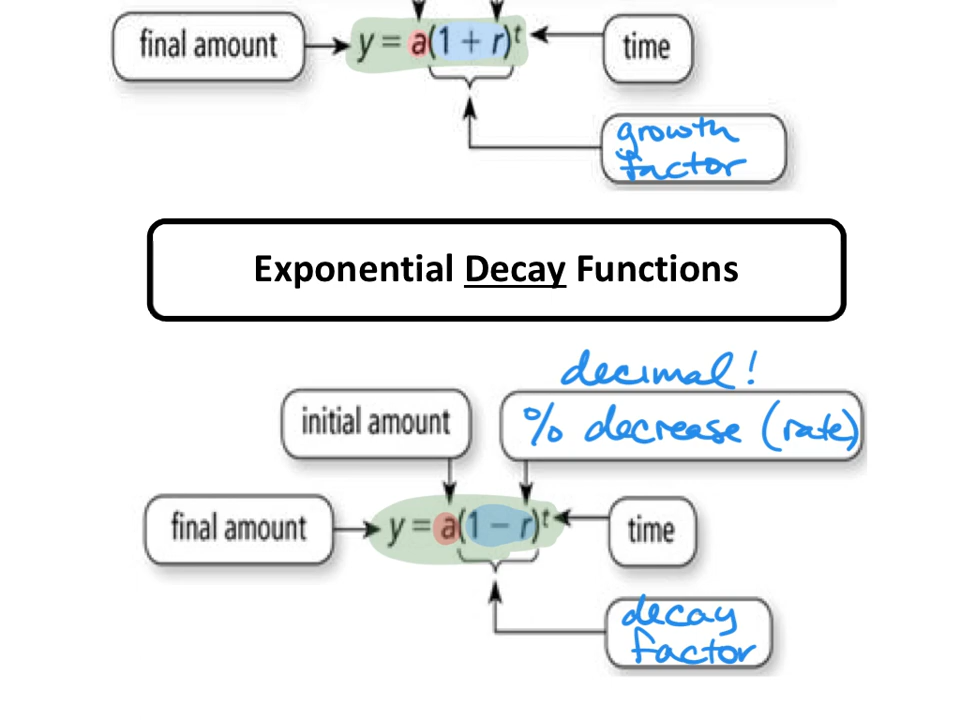 final amount
y = a(1 + r)^t
time
growth
factor
Exponential Decay Functions
decimal!
initial amount
% decrease (rate)
final amount
y = a(1 − r)^t
time
decay
factor